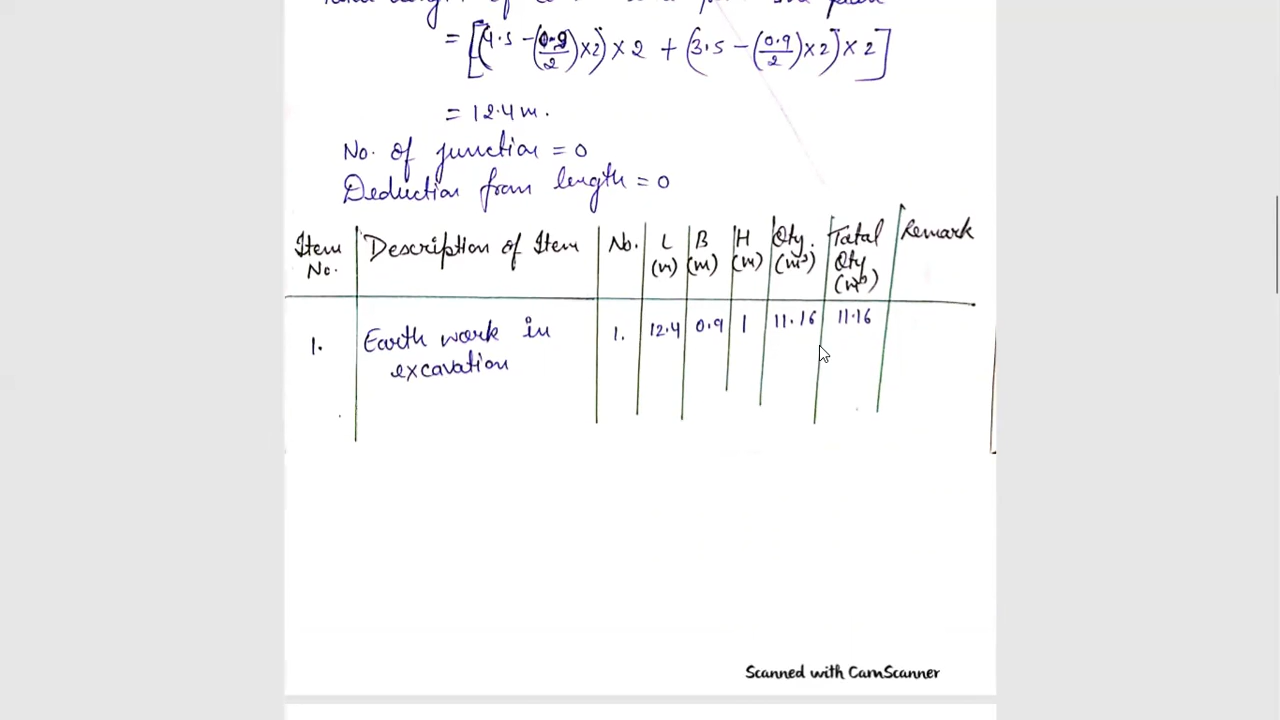 = [(4.5 - (0.9/2) × 2) × 2 + (3.5 - (0.9/2) × 2) × 2]
= 12.4 m.
No. of junction = 0
Deduction from length = 0
Item No. Description of Item No. L (m) B (m) H (m) Qty. (m³) Total Qty (m³) Remark
1. Earth work in excavation 1. 12.4 0.9 1 11.16 11.16
Scanned with CamScanner